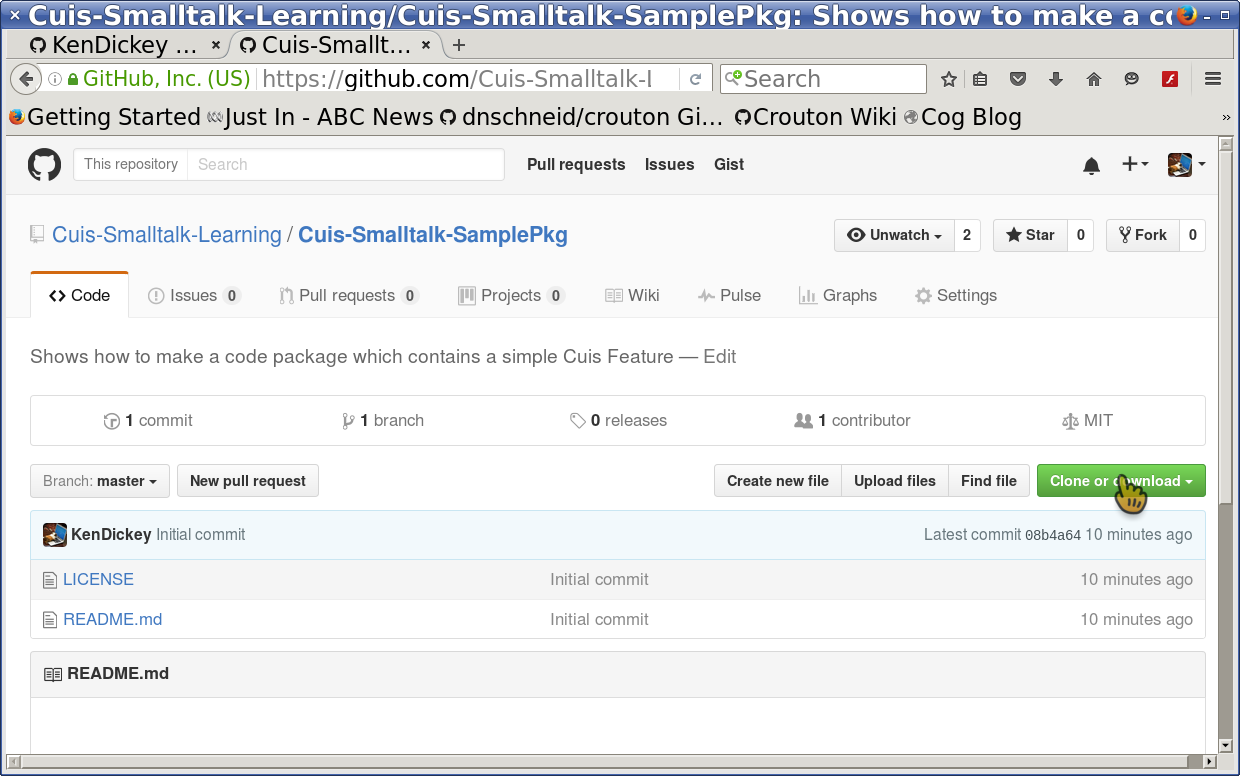 Cuis-Smalltalk-Learning/Cuis-Smalltalk-SamplePkg: Shows how to make a co
KenDickey ... × Cuis-Smallt... × +
GitHub, Inc. (US) https://github.com/Cuis-Smalltalk-l Search
Getting Started Just In - ABC News dnschneid/crouton Gi... Crouton Wiki Cog Blog »
This repository Search Pull requests Issues Gist
Cuis-Smalltalk-Learning / Cuis-Smalltalk-SamplePkg Unwatch 2 Star 0 Fork 0
Code Issues 0 Pull requests 0 Projects 0 Wiki Pulse Graphs Settings
Shows how to make a code package which contains a simple Cuis Feature — Edit
1 commit 1 branch 0 releases 1 contributor MIT
Branch: master New pull request Create new file Upload files Find file Clone or download
KenDickey Initial commit Latest commit 08b4a64 10 minutes ago
LICENSE Initial commit 10 minutes ago
README.md Initial commit 10 minutes ago
README.md